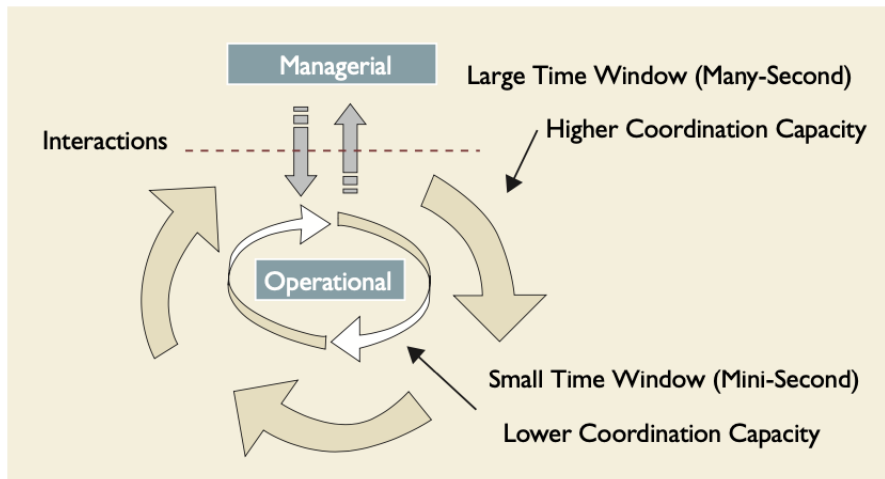 Managerial
Large Time Window (Many-Second)
Higher Coordination Capacity
Interactions
Operational
Small Time Window (Mini-Second)
Lower Coordination Capacity